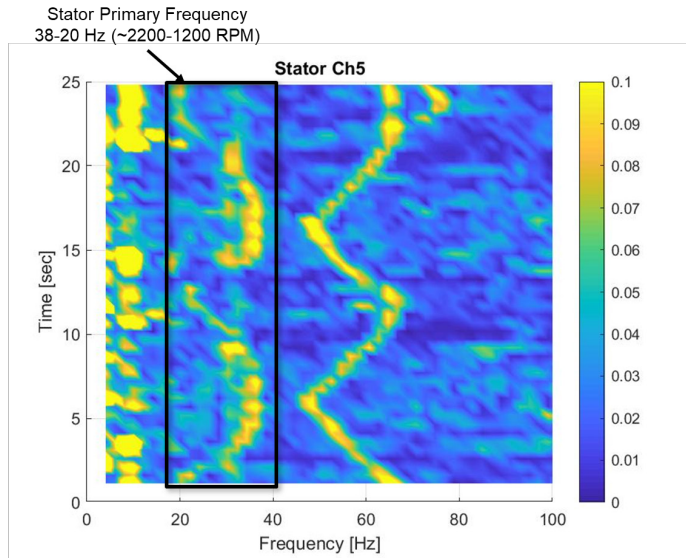 Stator Primary Frequency
38-20 Hz (~2200-1200 RPM)
Stator Ch5
25
20
15
10
5
0
Time [sec]
0 20 40 60 80 100
Frequency [Hz]
0.1
0.09
0.08
0.07
0.06
0.05
0.04
0.03
0.02
0.01
0